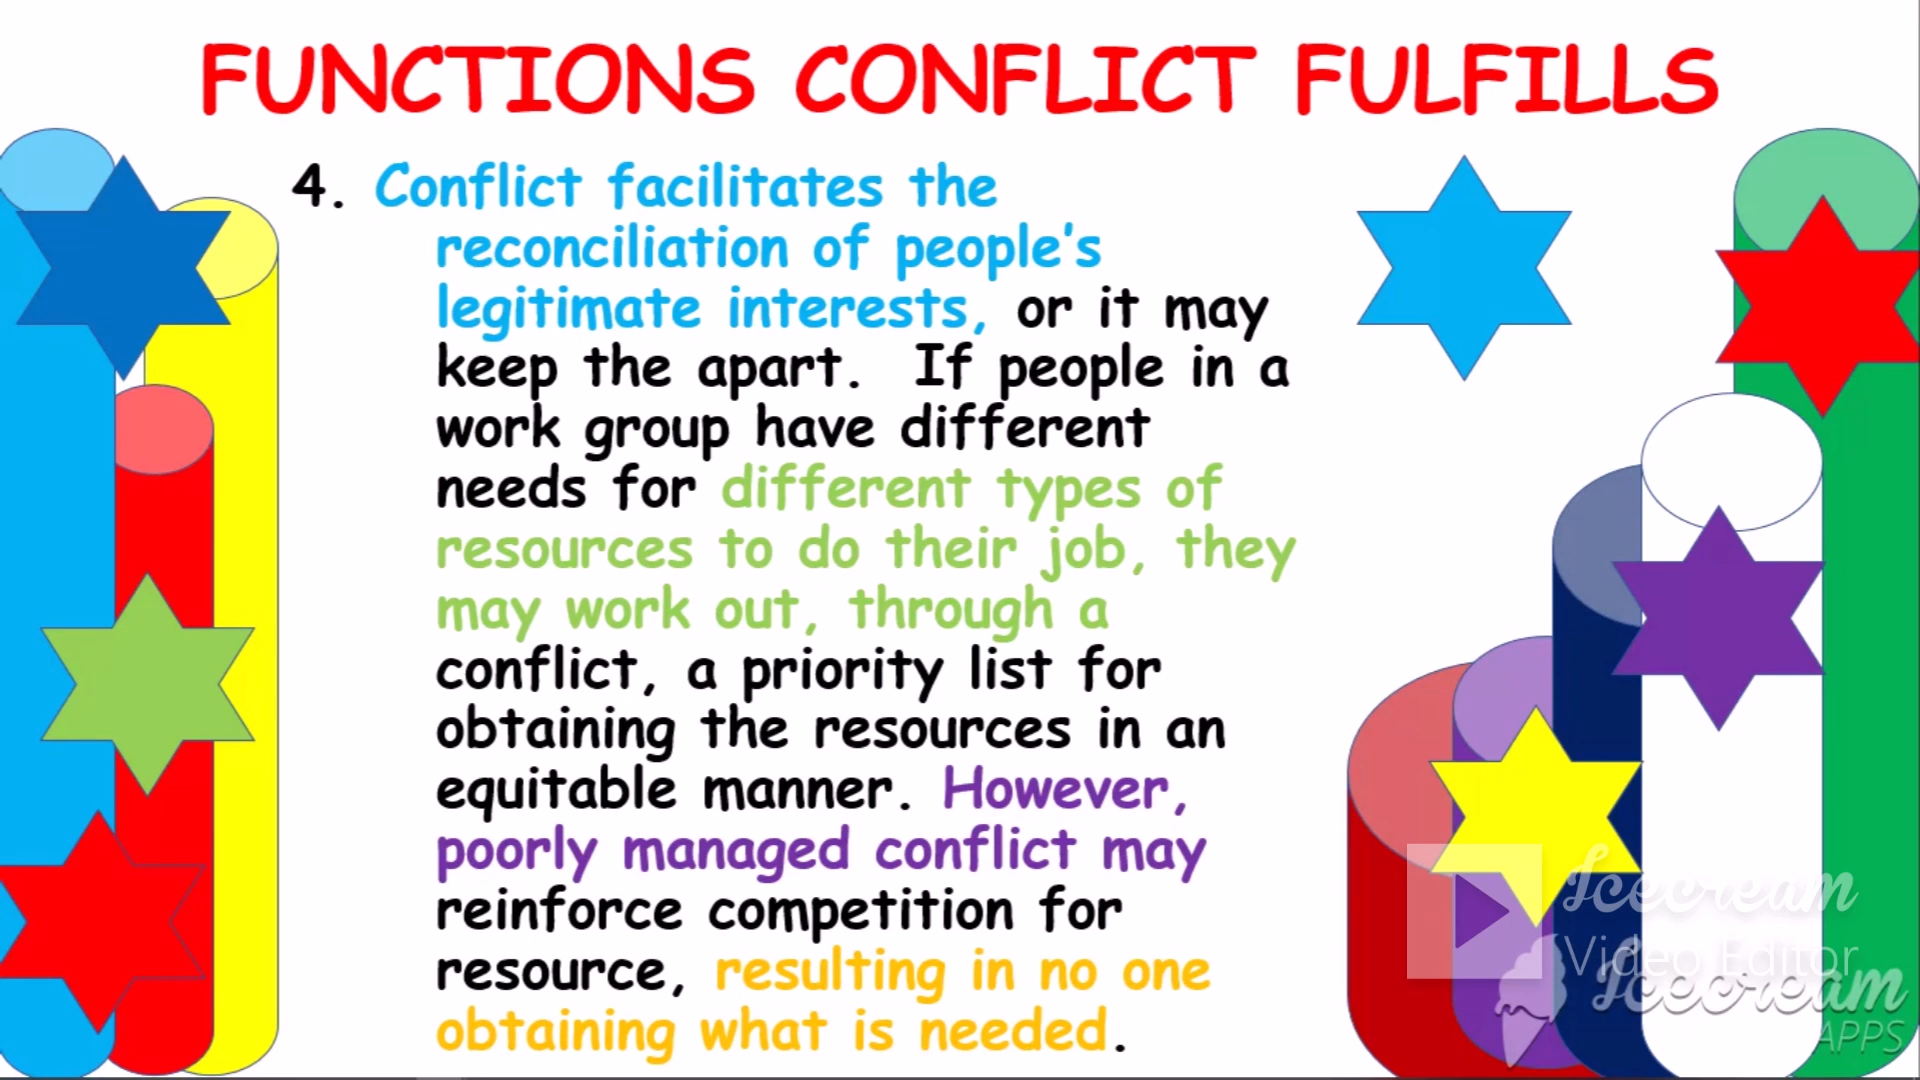 FUNCTIONS CONFLICT FULFILLS
4. Conflict facilitates the
reconciliation of people's
legitimate interests, or it may
keep the apart. If people in a
work group have different
needs for different types of
resources to do their job, they
may work out, through a
conflict, a priority list for
obtaining the resources in an
equitable manner. However,
poorly managed conflict may
reinforce competition for
resource, resulting in no one
obtaining what is needed.
Icecream
Video Editor
Icecream
APPS